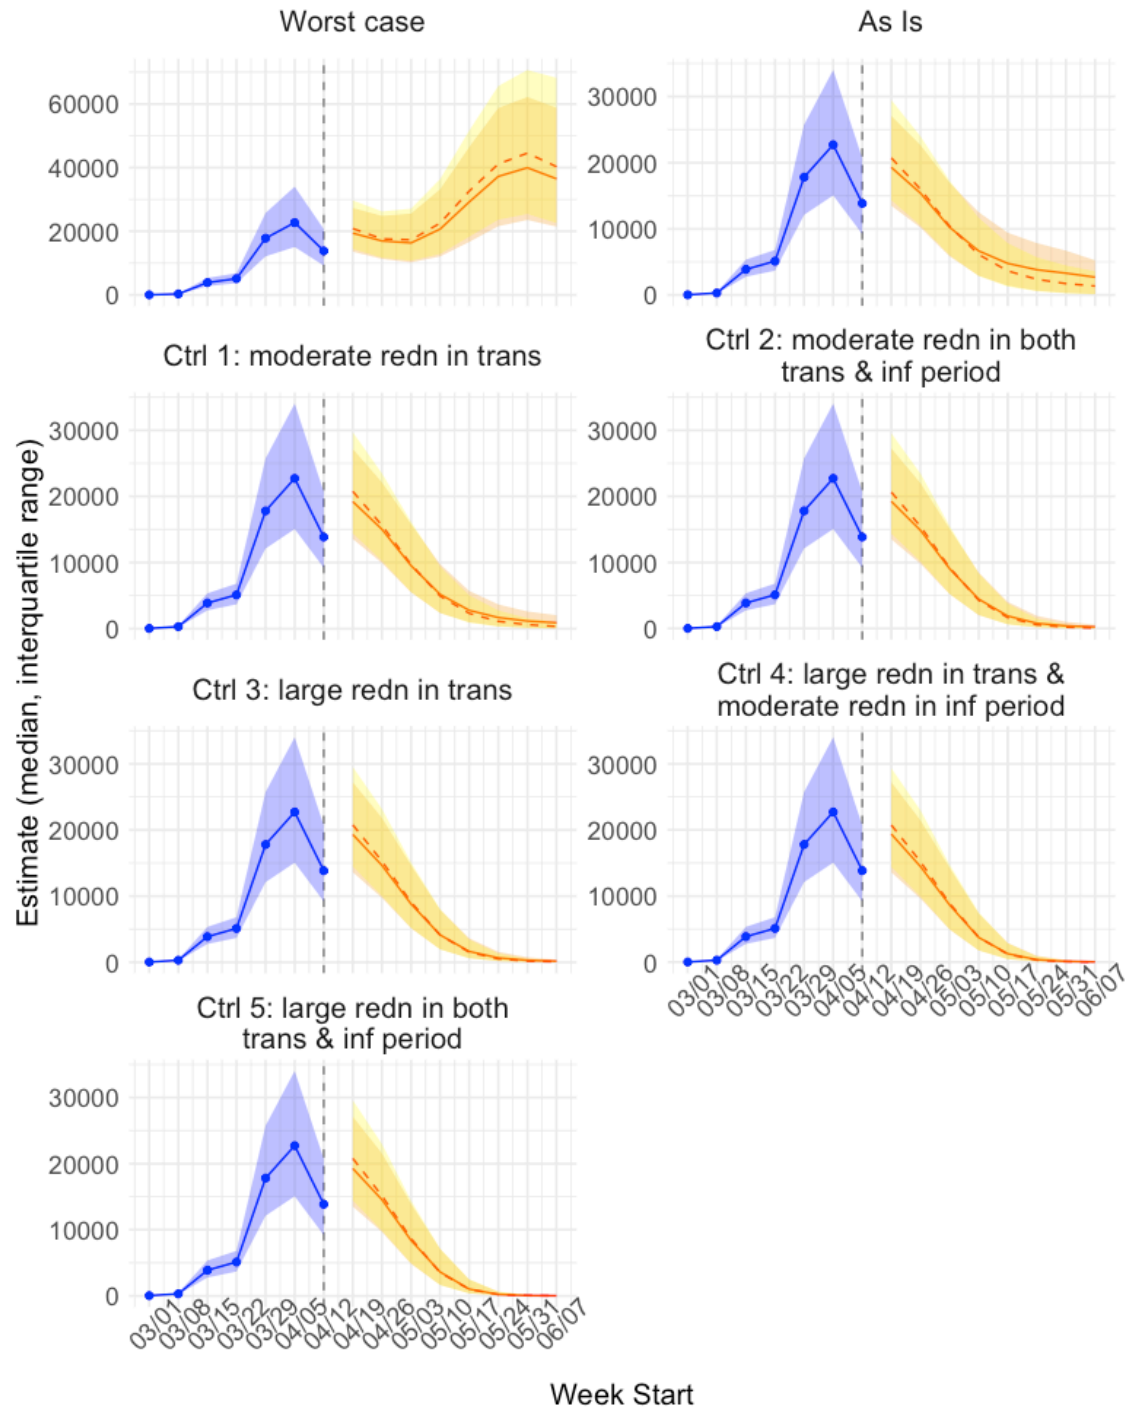 Worst case
As Is
60000
40000
20000
0
30000
20000
10000
0
Ctrl 1: moderate redn in trans
Ctrl 2: moderate redn in both
trans & inf period
30000
20000
10000
0
30000
20000
10000
0
Ctrl 3: large redn in trans
Ctrl 4: large redn in trans &
moderate redn in inf period
30000
20000
10000
0
30000
20000
10000
0
03/01 03/08 03/15 03/22 03/29 04/05 04/12 04/19 04/26 05/03 05/10 05/17 05/24 05/31 06/07
Ctrl 5: large redn in both
trans & inf period
30000
20000
10000
0
03/01 03/08 03/15 03/22 03/29 04/05 04/12 04/19 04/26 05/03 05/10 05/17 05/24 05/31 06/07
Estimate (median, interquartile range)
Week Start